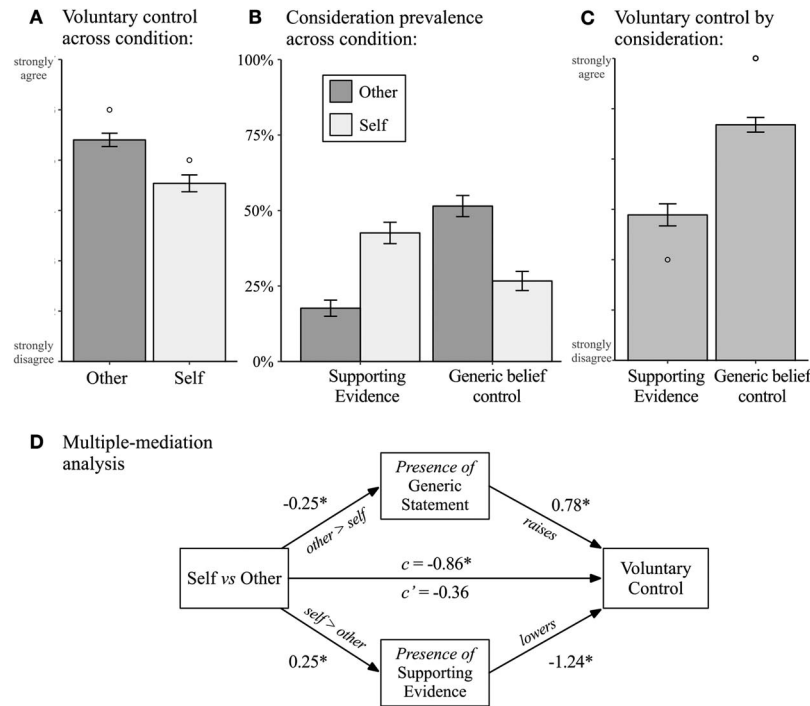 A Voluntary control
across condition:
strongly
agree
strongly
disagree
Other
Self
B Consideration prevalence
across condition:
100%
75%
50%
25%
0%
Other
Self
Supporting
Evidence
Generic belief
control
C Voluntary control by
consideration:
strongly
agree
strongly
disagree
Supporting
Evidence
Generic belief
control
D Multiple-mediation
analysis
Presence of
Generic
Statement
-0.25*
other > self
0.78*
raises
Self vs Other
c = -0.86*
c' = -0.36
Voluntary
Control
self > other
0.25*
lowers
-1.24*
Presence of
Supporting
Evidence